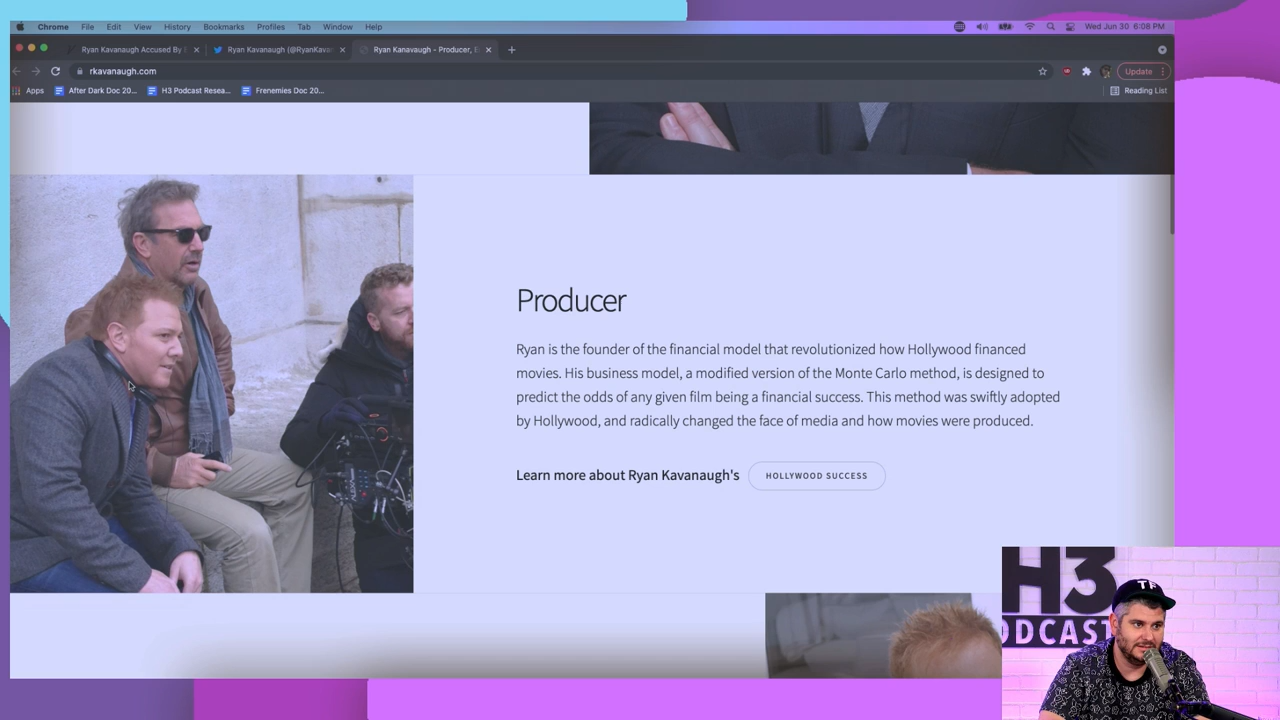 Chrome File Edit View History Bookmarks Profiles Tab Window Help
Wed Jun 30 6:08 PM
Ryan Kavanaugh Accused By
Ryan Kavanaugh (@RyanKava
Ryan Kanavaugh - Producer, E
rkavanaugh.com
Update
Apps After Dark Doc 20... H3 Podcast Resea... Frenemies Doc 20...
Reading List
Producer
Ryan is the founder of the financial model that revolutionized how Hollywood financed
movies. His business model, a modified version of the Monte Carlo method, is designed to
predict the odds of any given film being a financial success. This method was swiftly adopted
by Hollywood, and radically changed the face of media and how movies were produced.
Learn more about Ryan Kavanaugh's HOLLYWOOD SUCCESS
H3
ODCAST
TF